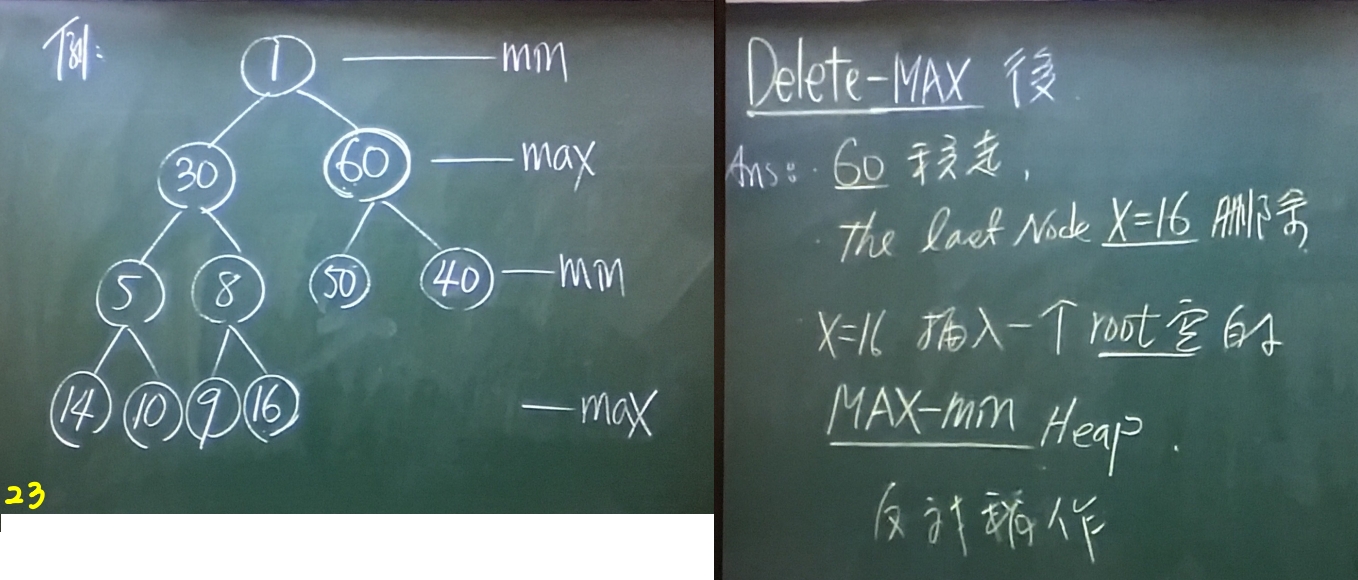 例:
1 min
30 60 max
5 8 50 40 min
14 10 9 16 max
23
Delete-MAX 後
Ans: 60 移走,
the last Node X=16 刪除
X=16 插入一个 root 空的
MAX-min Heap.
反對稱作